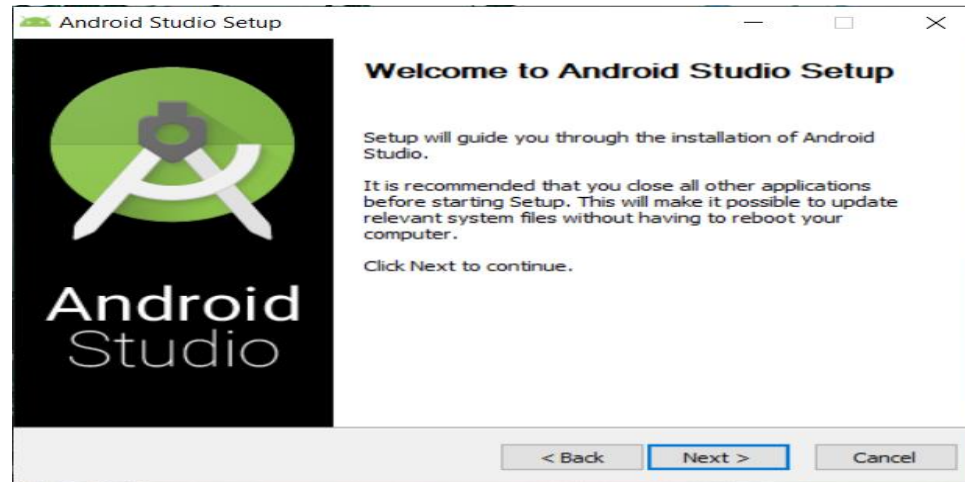 Android Studio Setup
Welcome to Android Studio Setup
Setup will guide you through the installation of Android
Studio.
It is recommended that you close all other applications
before starting Setup. This will make it possible to update
relevant system files without having to reboot your
computer.
Click Next to continue.
Android
Studio
< Back
Next >
Cancel